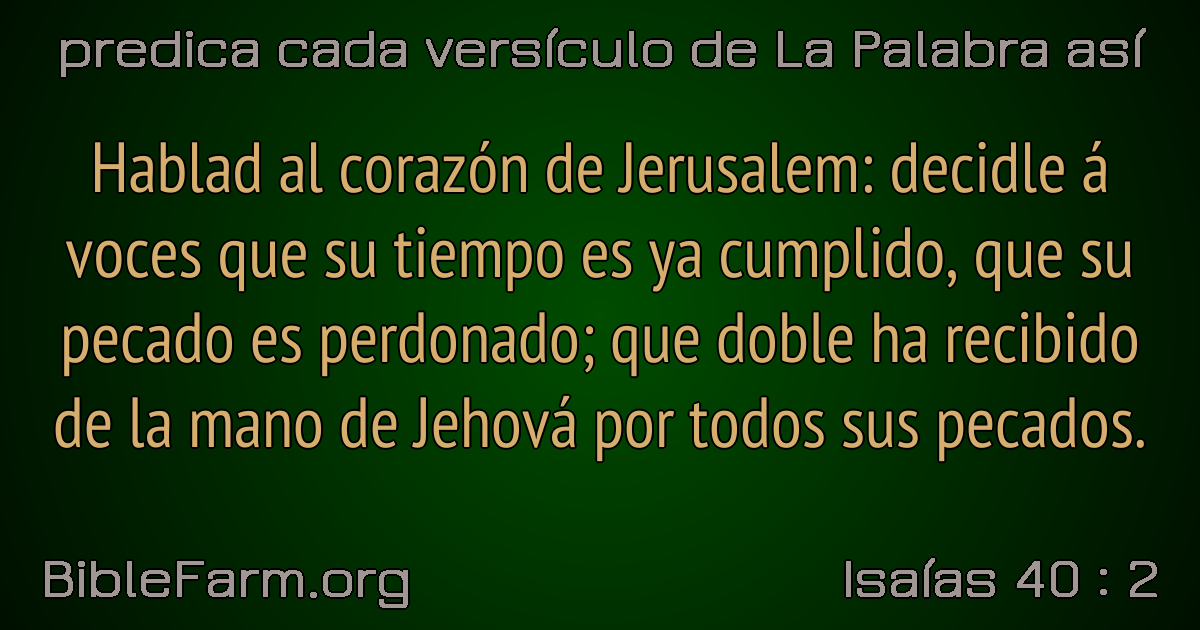 predica cada versículo de La Palabra así
Hablad al corazón de Jerusalem: decidle á
voces que su tiempo es ya cumplido, que su
pecado es perdonado; que doble ha recibido
de la mano de Jehová por todos sus pecados.
BibleFarm.org
Isaías 40 : 2